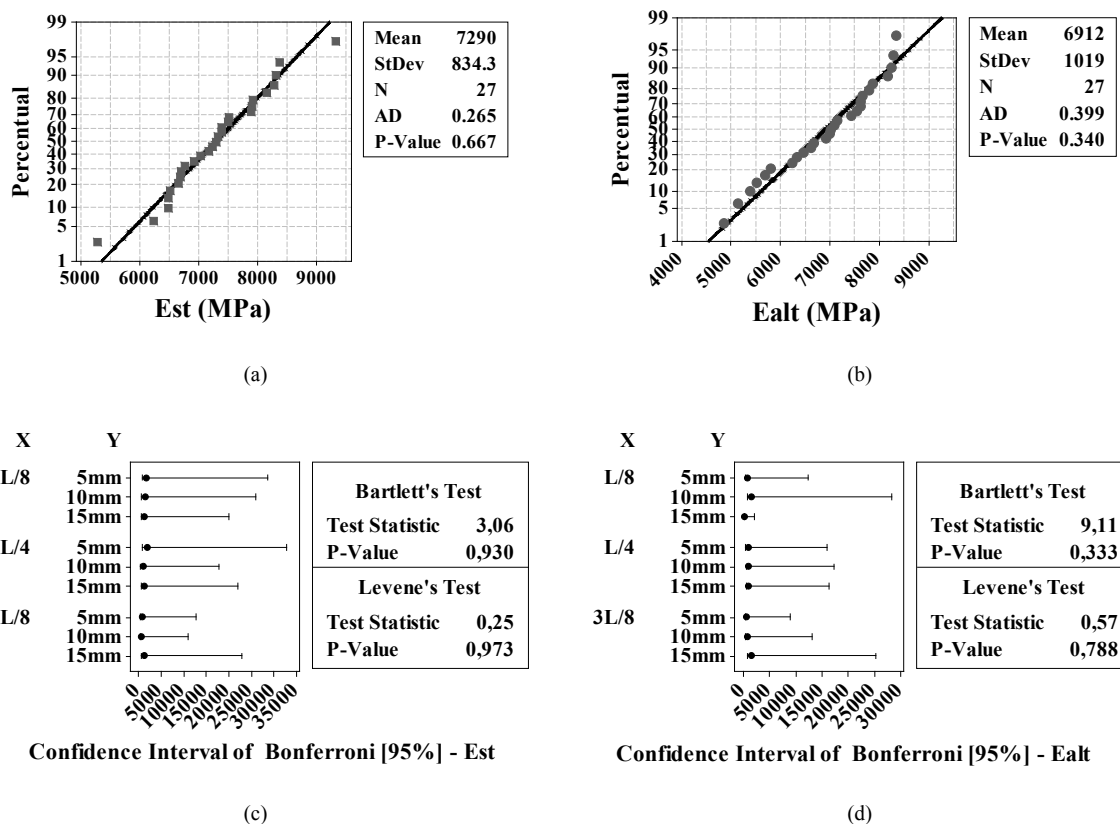 99
95
90
80
70
60
50
40
30
20
10
5
1
Percentual
5000 6000 7000 8000 9000
Est (MPa)
Mean 7290
StDev 834.3
N 27
AD 0.265
P-Value 0.667
(a)
99
95
90
80
70
60
50
40
30
20
10
5
1
Percentual
4000 5000 6000 7000 8000 9000
Ealt (MPa)
Mean 6912
StDev 1019
N 27
AD 0.399
P-Value 0.340
(b)
X Y
L/8 5mm
10mm
15mm
L/4 5mm
10mm
15mm
L/8 5mm
10mm
15mm
0 5000 10000 15000 20000 25000 30000 35000
Confidence Interval of Bonferroni [95%] - Est
Bartlett's Test
Test Statistic 3,06
P-Value 0,930
Levene's Test
Test Statistic 0,25
P-Value 0,973
(c)
X Y
L/8 5mm
10mm
15mm
L/4 5mm
10mm
15mm
3L/8 5mm
10mm
15mm
0 5000 10000 15000 20000 25000 30000
Confidence Interval of Bonferroni [95%] - Ealt
Bartlett's Test
Test Statistic 9,11
P-Value 0,333
Levene's Test
Test Statistic 0,57
P-Value 0,788
(d)